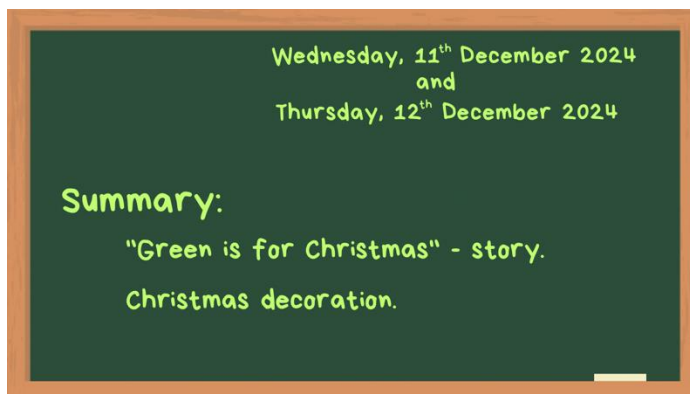 Wednesday, 11th December 2024
and
Thursday, 12th December 2024
Summary:
"Green is for Christmas" - story.
Christmas decoration.